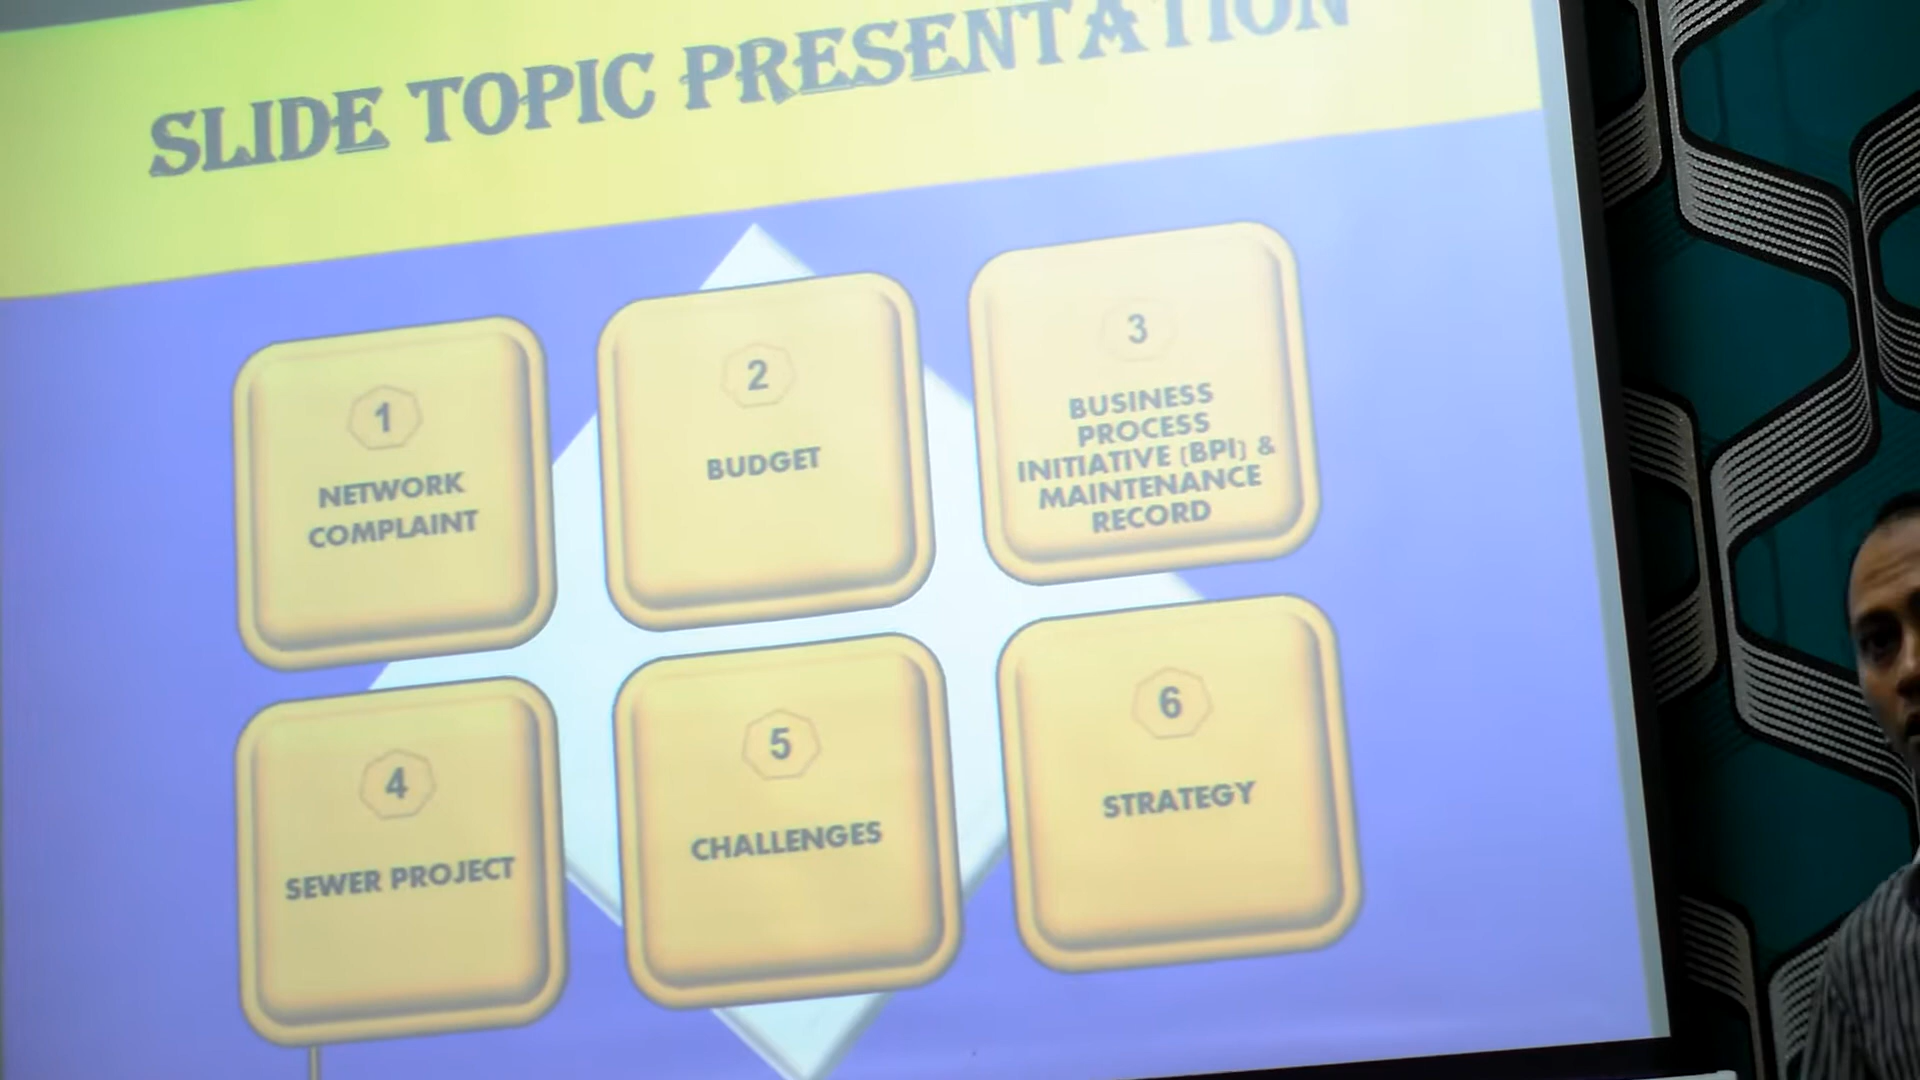 SLIDE TOPIC PRESENTATION
1
NETWORK
COMPLAINT
2
BUDGET
3
BUSINESS
PROCESS
INITIATIVE (BPI) &
MAINTENANCE
RECORD
4
SEWER PROJECT
5
CHALLENGES
6
STRATEGY